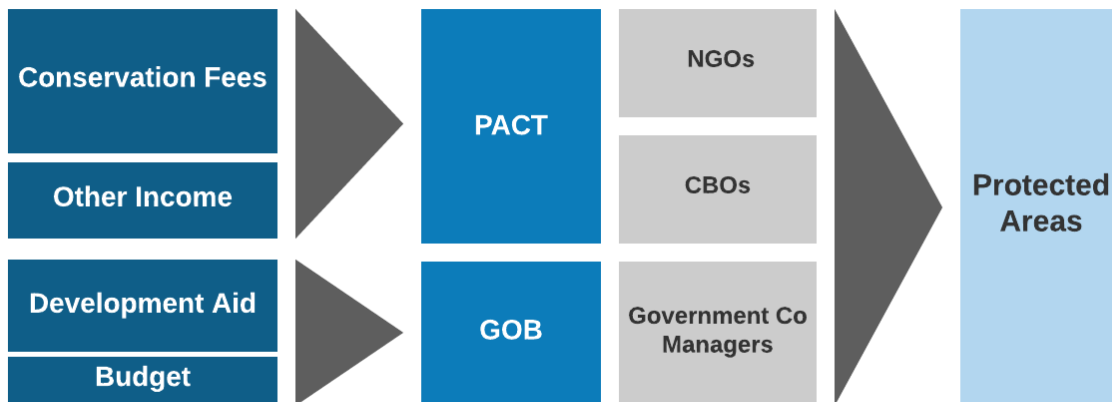 Conservation Fees
Other Income
Development Aid
Budget
PACT
GOB
NGOs
CBOs
Government Co
Managers
Protected
Areas